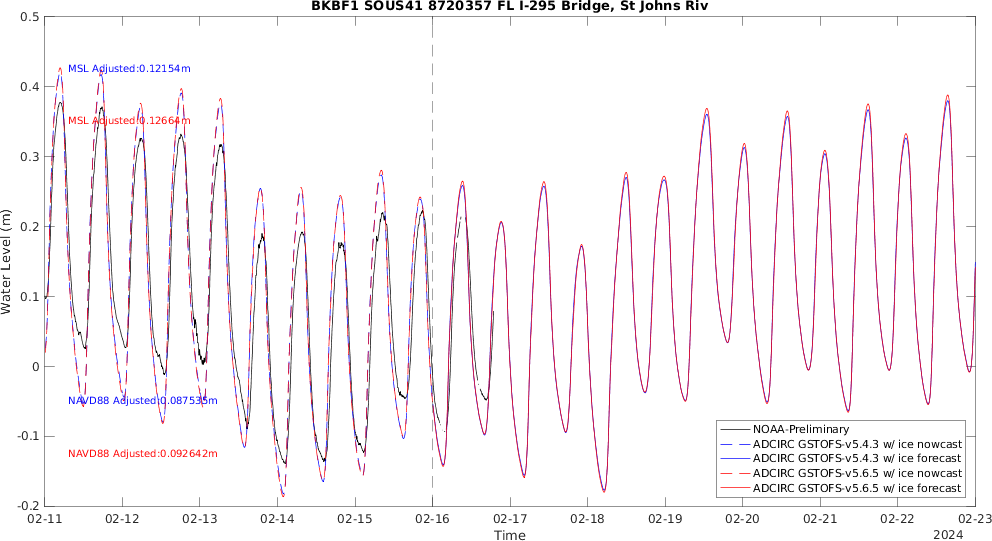 BKBF1 SOUS41 8720357 FL I-295 Bridge, St Johns Riv
0.5
MSL Adjusted:0.12154m
0.4
MSL Adjusted:0.12664m
0.3
0.2
Water Level (m)
0.1
0
NAVD88 Adjusted:0.087535m
-0.1
NAVD88 Adjusted:0.092642m
-0.2
NOAA-Preliminary
ADCIRC GSTOFS-v5.4.3 w/ ice nowcast
ADCIRC GSTOFS-v5.4.3 w/ ice forecast
ADCIRC GSTOFS-v5.6.5 w/ ice nowcast
ADCIRC GSTOFS-v5.6.5 w/ ice forecast
02-11 02-12 02-13 02-14 02-15 02-16 02-17 02-18 02-19 02-20 02-21 02-22 02-23
Time
2024